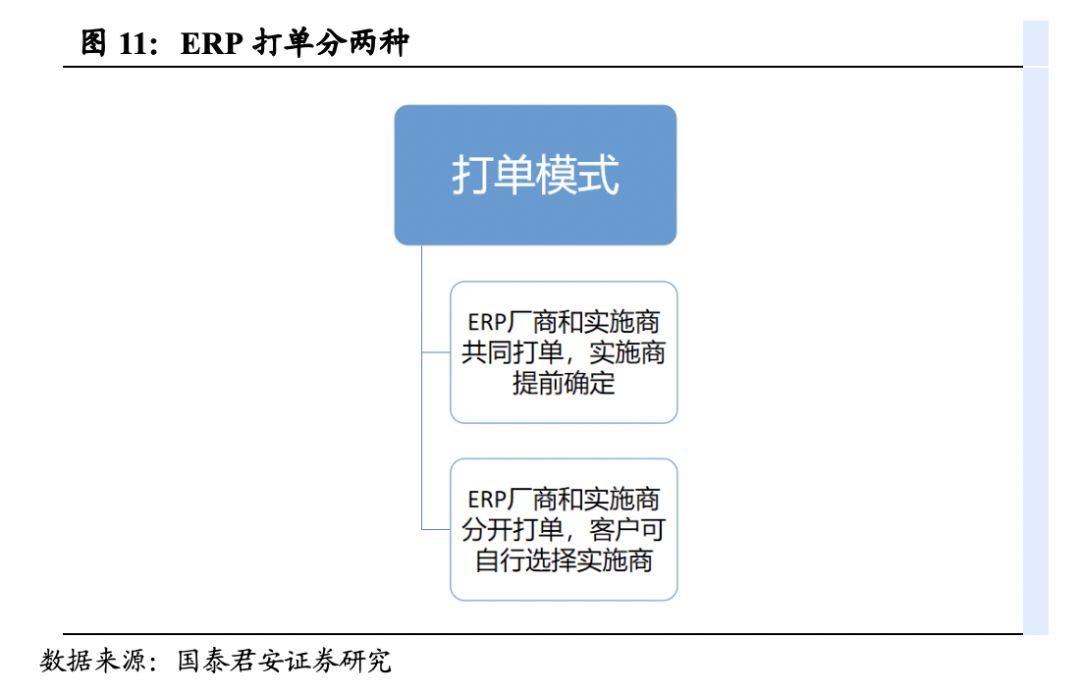 图 11：ERP 打单分两种
打单模式
ERP厂商和实施商
共同打单，实施商
提前确定
ERP厂商和实施商
分开打单，客户可
自行选择实施商
数据来源：国泰君安证券研究